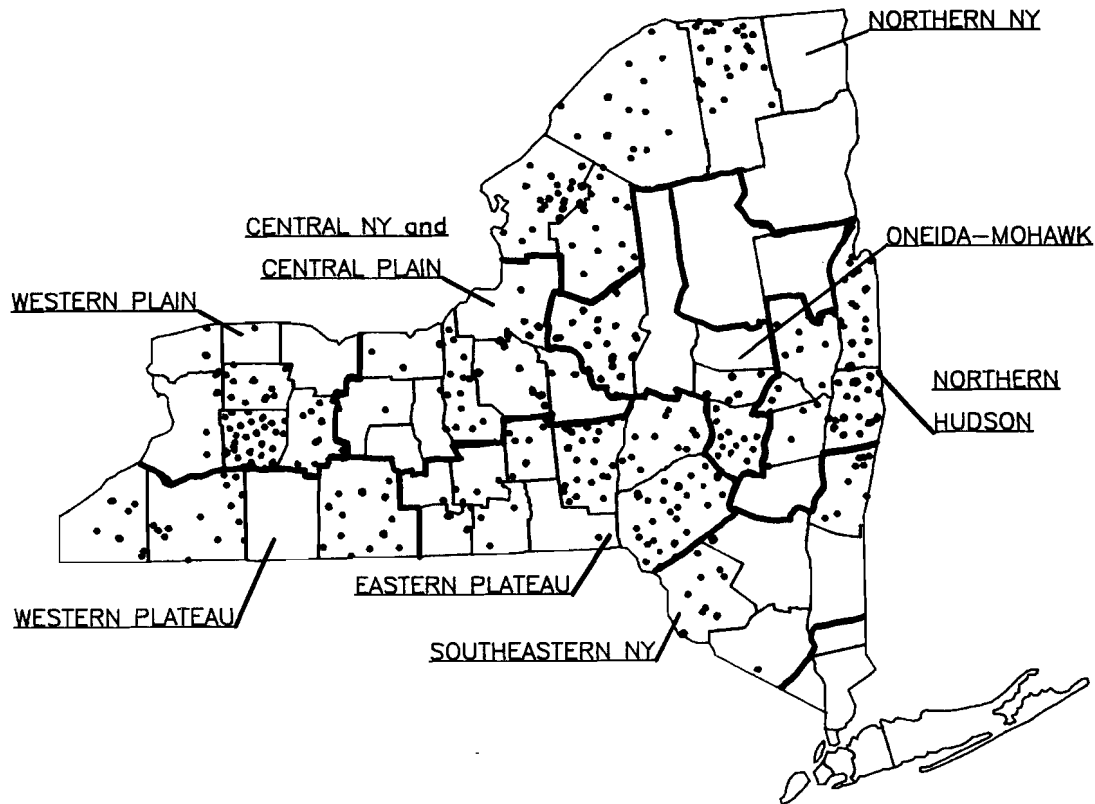 NORTHERN NY
CENTRAL NY and
CENTRAL PLAIN
ONEIDA-MOHAWK
WESTERN PLAIN
NORTHERN
HUDSON
EASTERN PLATEAU
WESTERN PLATEAU
SOUTHEASTERN NY